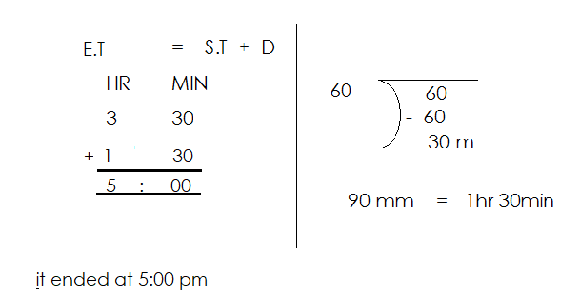 E.T = S.T + D
HR MIN
3 30
+ 1 30
5 : 00
60 60
- 60
30 m
90 mm = 1hr 30min
it ended at 5:00 pm